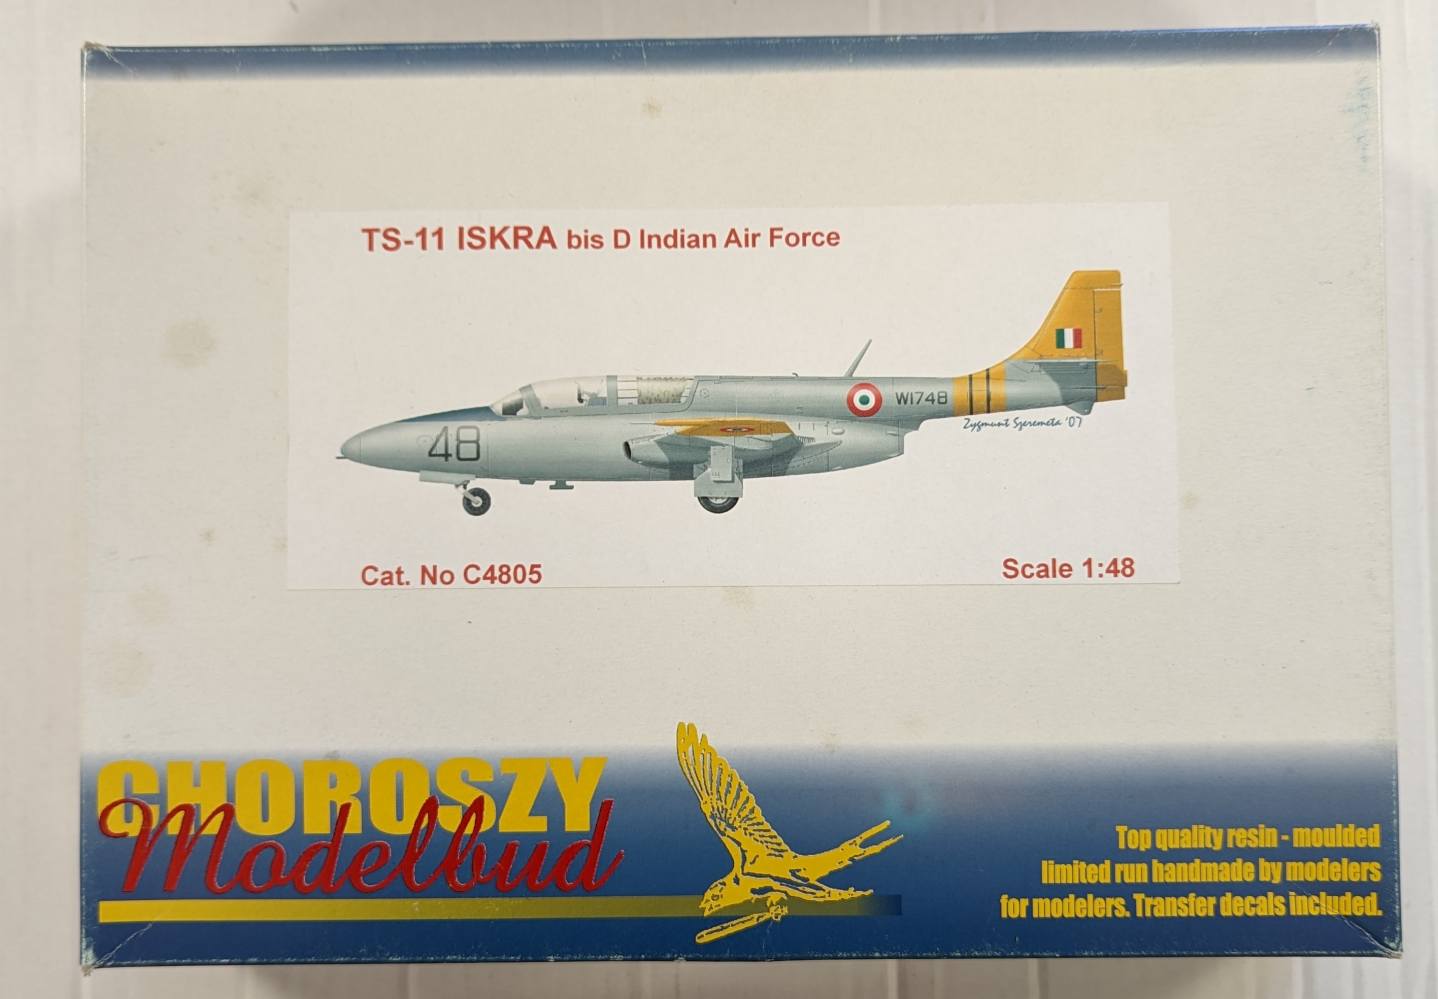 TS-11 ISKRA bis D Indian Air Force
48
W1748
Zygmunt Szeremeta '07
Cat. No C4805
Scale 1:48
CHOROSZY
Modelbud
Top quality resin - moulded
limited run handmade by modelers
for modelers. Transfer decals included.